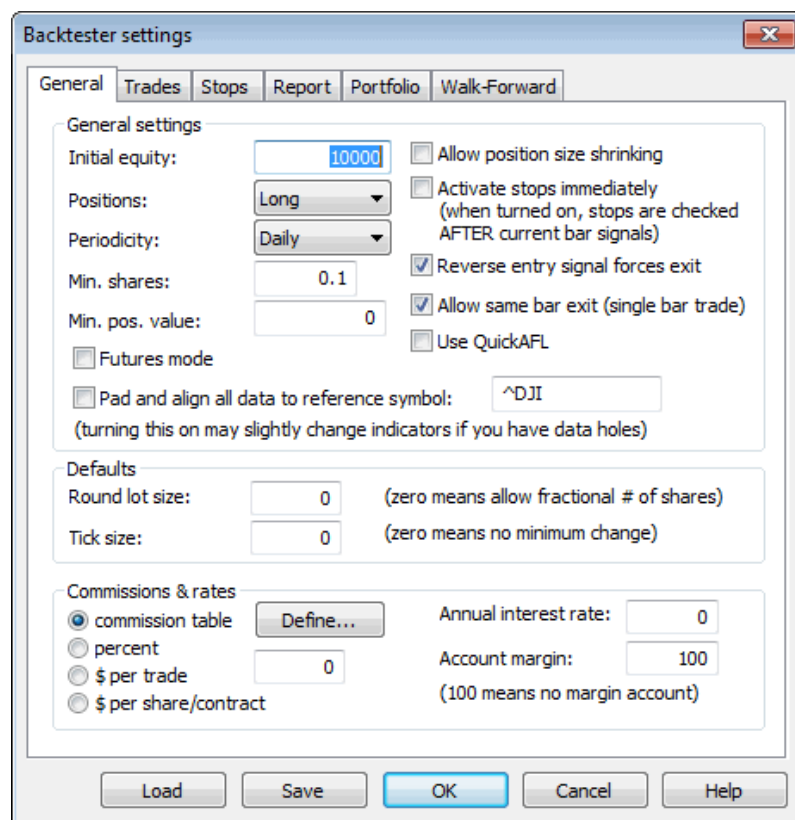 Backtester settings
General Trades Stops Report Portfolio Walk-Forward
General settings
Initial equity: 10000
Positions: Long
Periodicity: Daily
Min. shares: 0.1
Min. pos. value: 0
Futures mode
Allow position size shrinking
Activate stops immediately
(when turned on, stops are checked
AFTER current bar signals)
Reverse entry signal forces exit
Allow same bar exit (single bar trade)
Use QuickAFL
Pad and align all data to reference symbol: ^DJI
(turning this on may slightly change indicators if you have data holes)
Defaults
Round lot size: 0 (zero means allow fractional # of shares)
Tick size: 0 (zero means no minimum change)
Commissions & rates
commission table Define...
percent
$ per trade 0
$ per share/contract
Annual interest rate: 0
Account margin: 100
(100 means no margin account)
Load Save OK Cancel Help